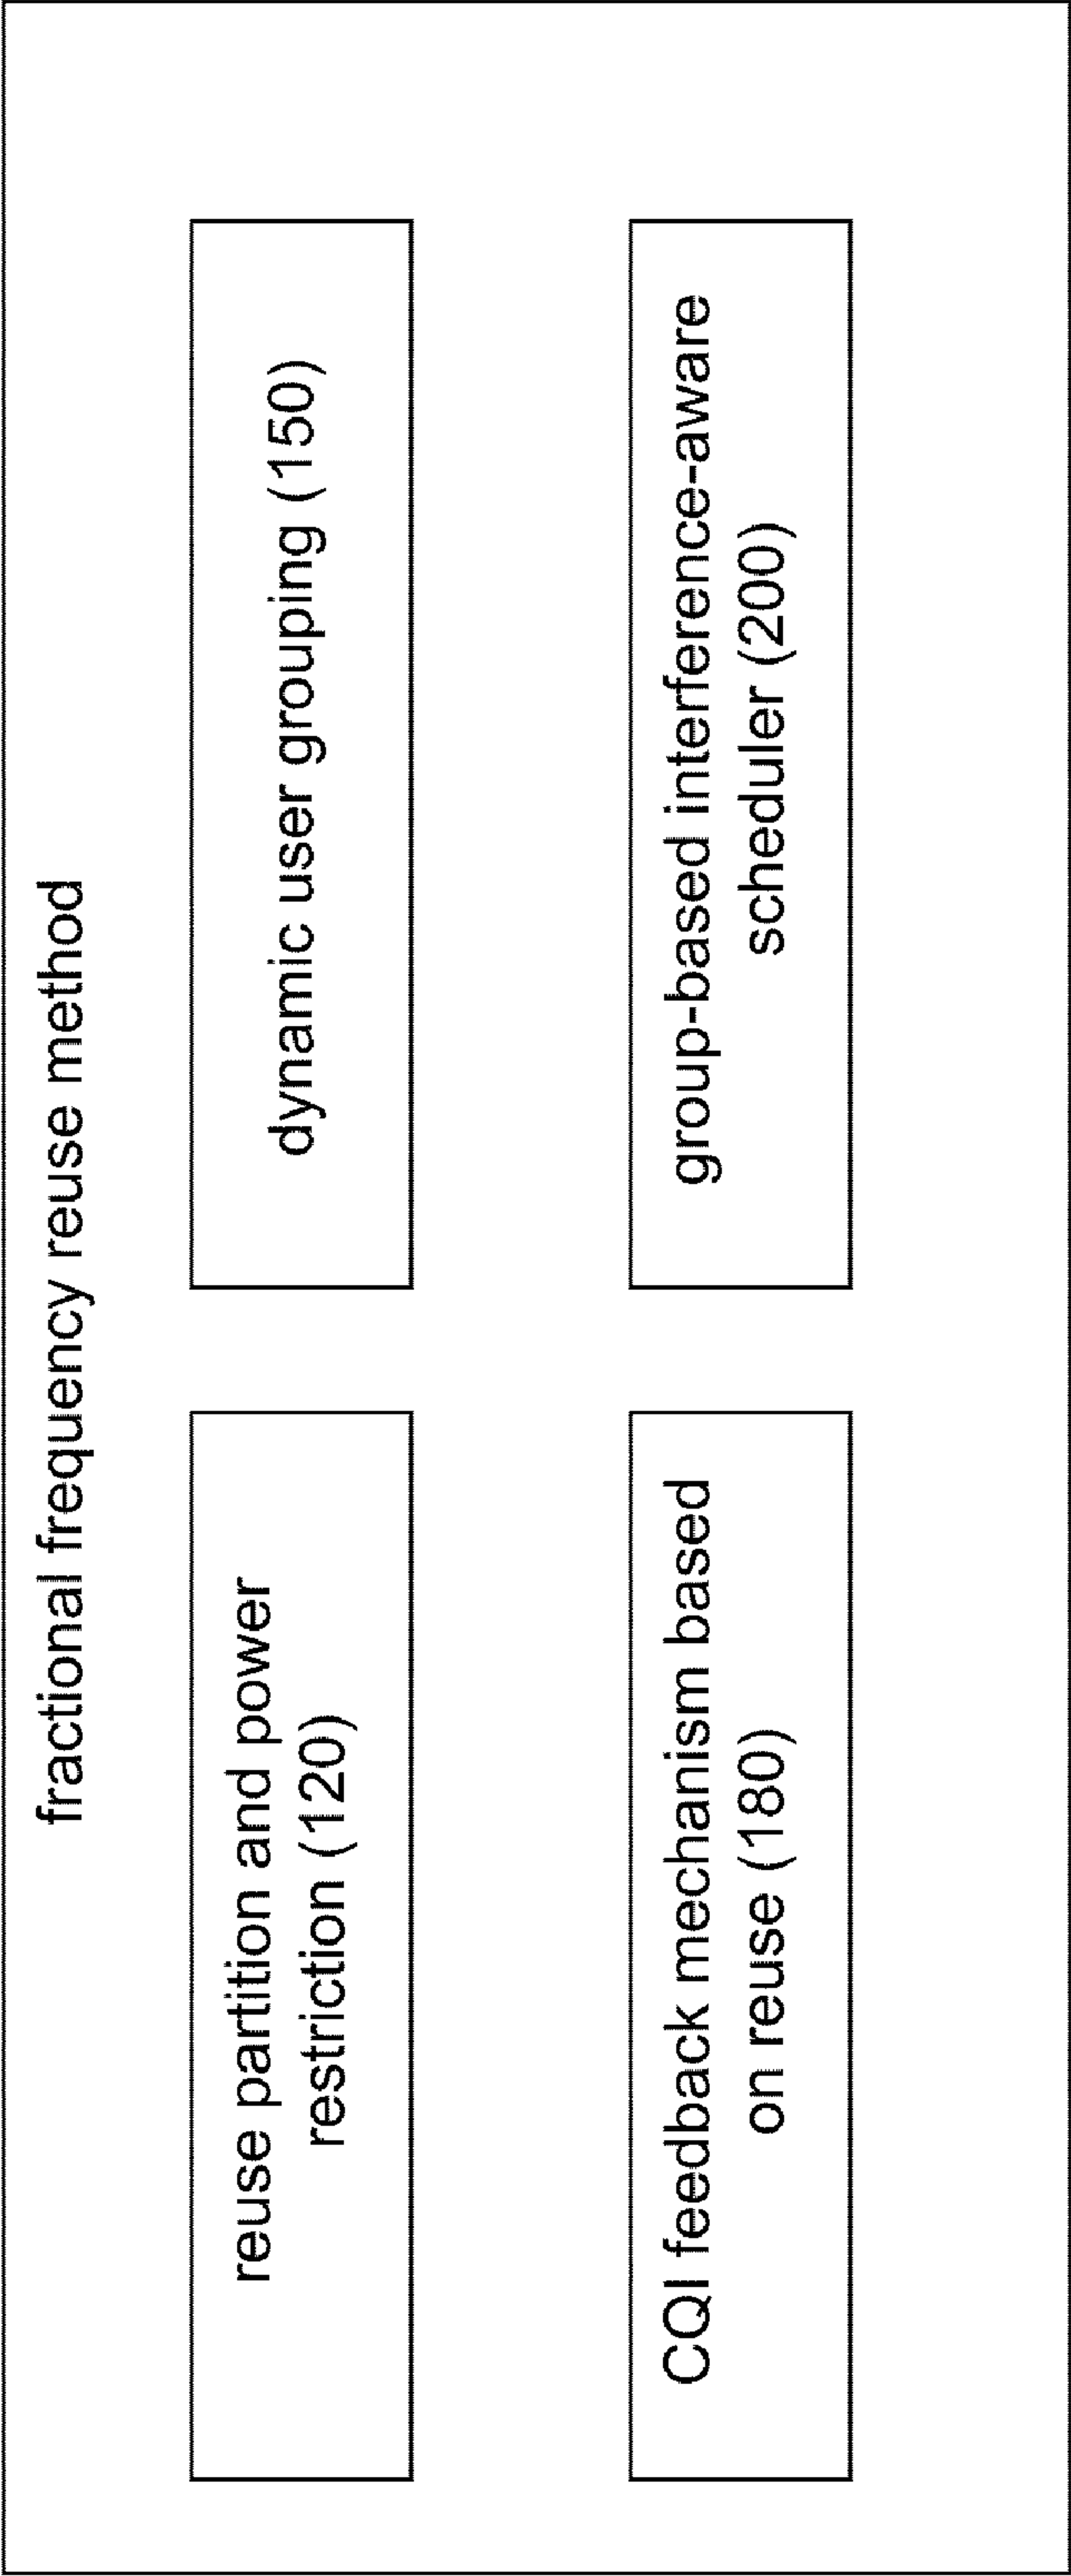 fractional frequency reuse method
reuse partition and power
restriction (120)
dynamic user grouping (150)
CQI feedback mechanism based
on reuse (180)
group-based interference-aware
scheduler (200)